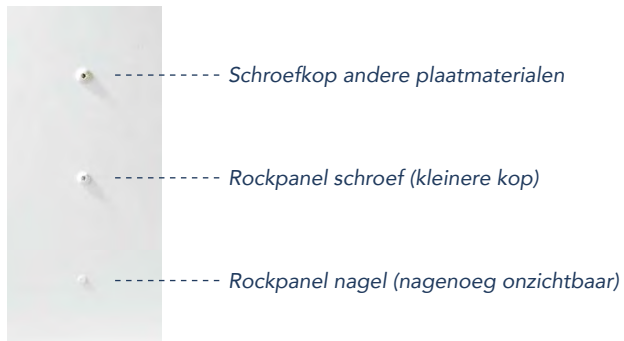 Schroefkop andere plaatmaterialen
Rockpanel schroef (kleinere kop)
Rockpanel nagel (nagenoeg onzichtbaar)